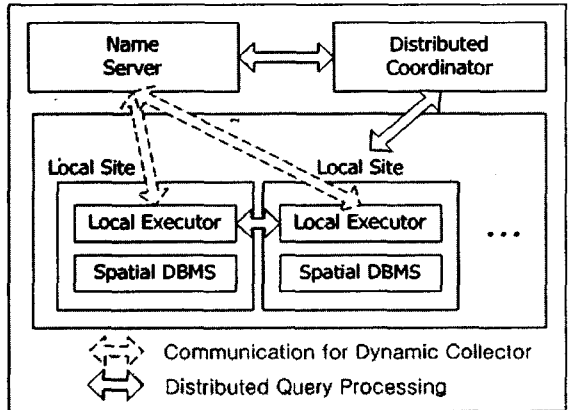 Name
Server
Distributed
Coordinator
Local Site
Local Site
Local Executor
Local Executor
Spatial DBMS
Spatial DBMS
...
Communication for Dynamic Collector
Distributed Query Processing